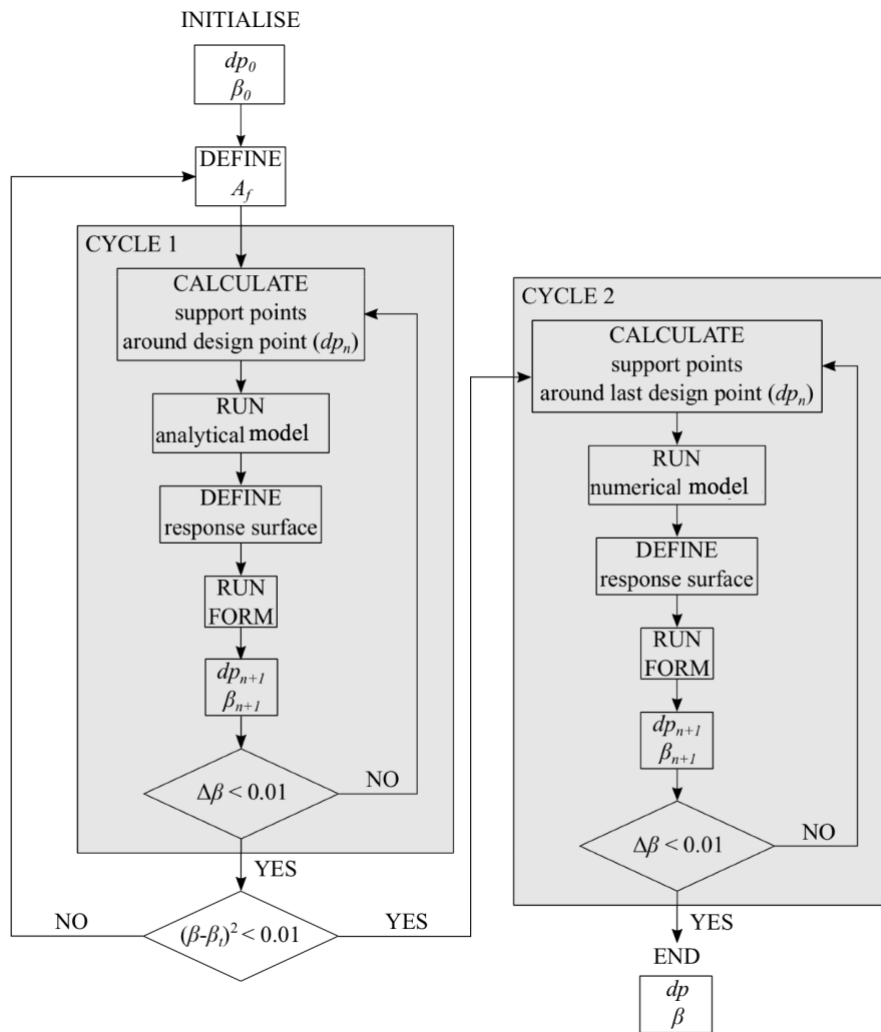 INITIALISE
dp₀
β₀
DEFINE
A_f
CYCLE 1
CALCULATE
support points
around design point (dpₙ)
RUN
analytical model
DEFINE
response surface
RUN
FORM
dpₙ₊₁
βₙ₊₁
Δβ < 0.01
NO
YES
(β-βₜ)² < 0.01
NO
YES
CYCLE 2
CALCULATE
support points
around last design point (dpₙ)
RUN
numerical model
DEFINE
response surface
RUN
FORM
dpₙ₊₁
βₙ₊₁
Δβ < 0.01
NO
YES
END
dp
β